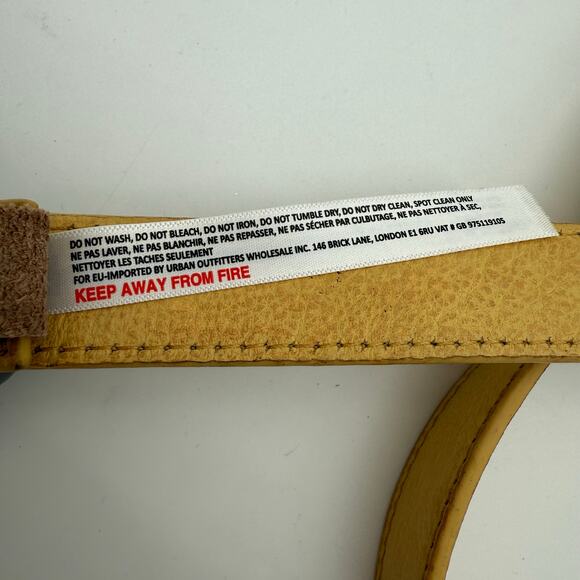 DO NOT WASH, DO NOT BLEACH, DO NOT IRON, DO NOT TUMBLE DRY, DO NOT DRY CLEAN, SPOT CLEAN ONLY
NE PAS LAVER, NE PAS BLANCHIR, NE PAS REPASSER, NE PAS SÉCHER PAR CULBUTAGE, NE PAS NETTOYER À SEC,
NETTOYER LES TACHES SEULEMENT
FOR EU-IMPORTED BY URBAN OUTFITTERS WHOLESALE INC. 146 BRICK LANE, LONDON E1 6RU VAT # GB 975119105
KEEP AWAY FROM FIRE